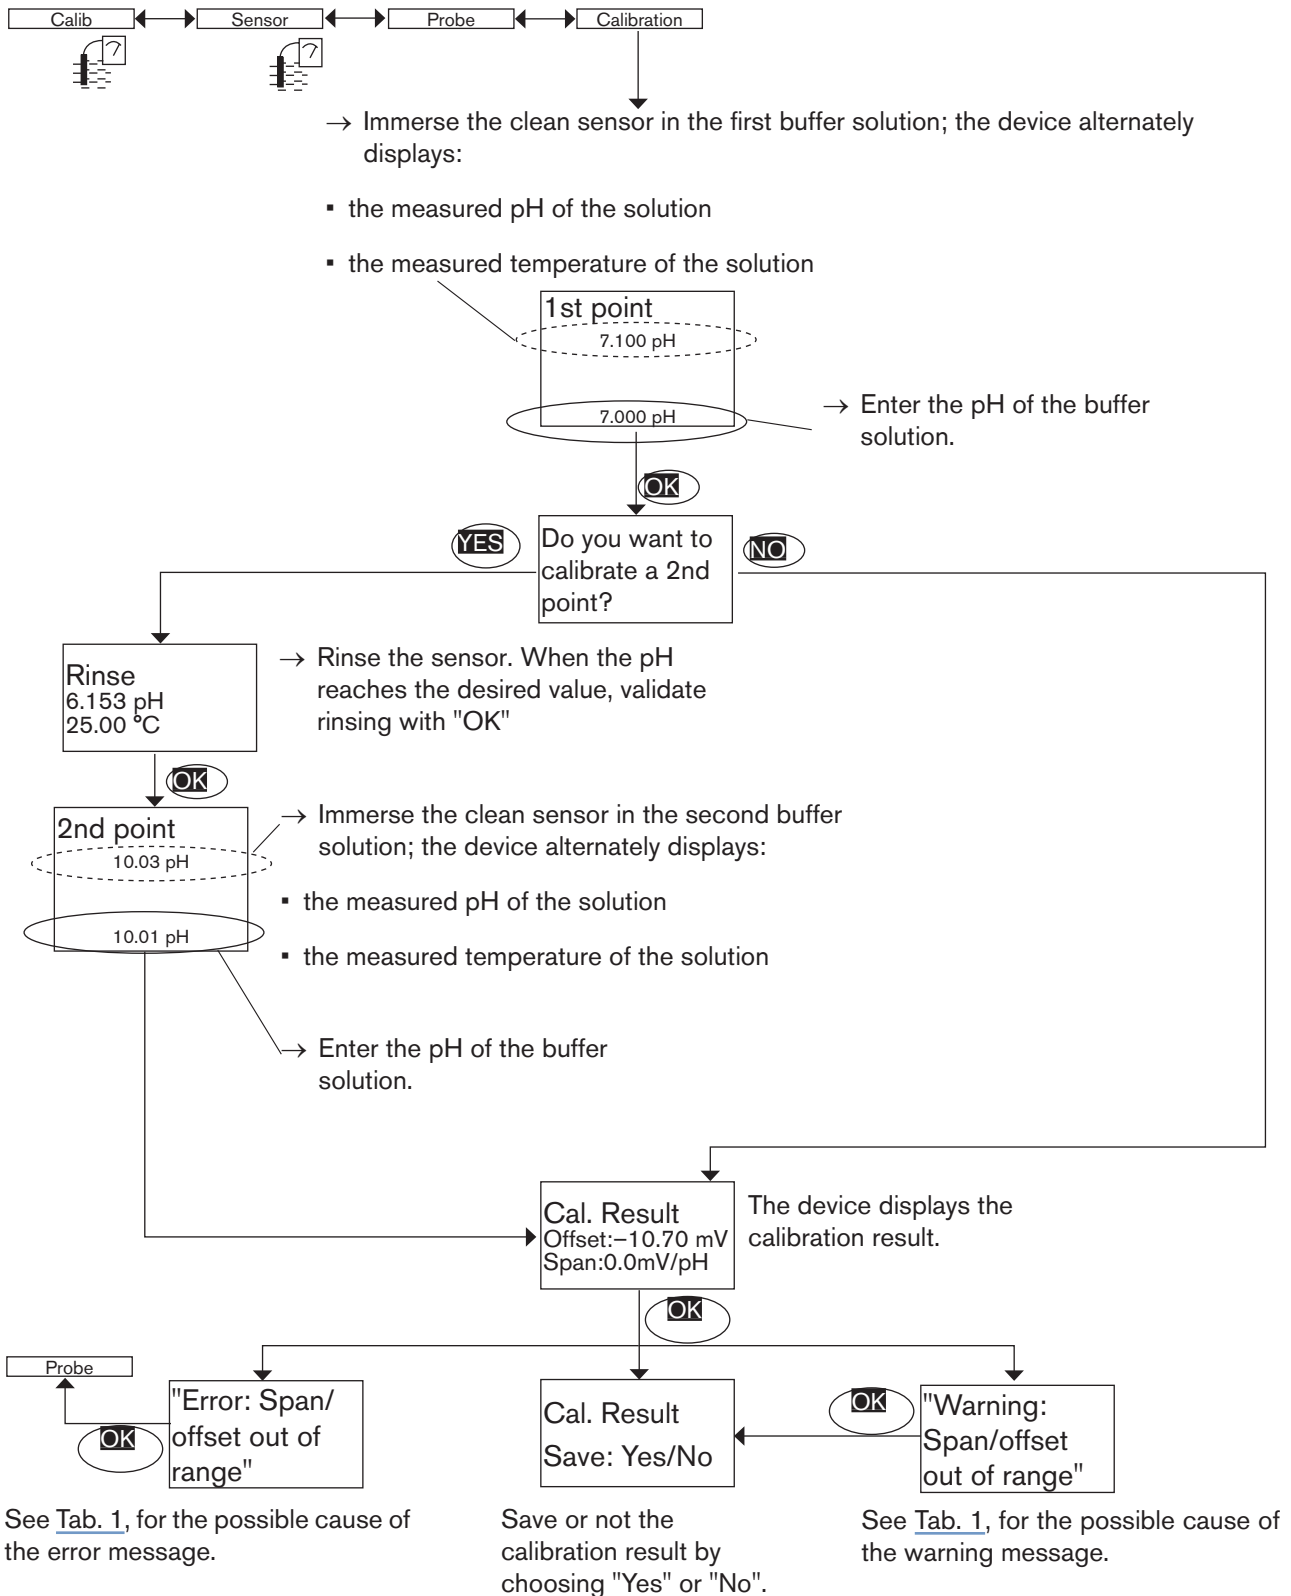 Calib
Sensor
Probe
Calibration
→ Immerse the clean sensor in the first buffer solution; the device alternately
displays:
▪ the measured pH of the solution
▪ the measured temperature of the solution
1st point
7.100 pH
7.000 pH
→ Enter the pH of the buffer
solution.
OK
YES
Do you want to
calibrate a 2nd
point?
NO
Rinse
6.153 pH
25.00 °C
→ Rinse the sensor. When the pH
reaches the desired value, validate
rinsing with "OK"
OK
2nd point
10.03 pH
10.01 pH
→ Immerse the clean sensor in the second buffer
solution; the device alternately displays:
▪ the measured pH of the solution
▪ the measured temperature of the solution
→ Enter the pH of the buffer
solution.
Cal. Result
Offset:−10.70 mV
Span:0.0mV/pH
The device displays the
calibration result.
OK
Probe
OK
"Error: Span/
offset out of
range"
Cal. Result
Save: Yes/No
OK
"Warning:
Span/offset
out of range"
See Tab. 1, for the possible cause of
the error message.
Save or not the
calibration result by
choosing "Yes" or "No".
See Tab. 1, for the possible cause of
the warning message.